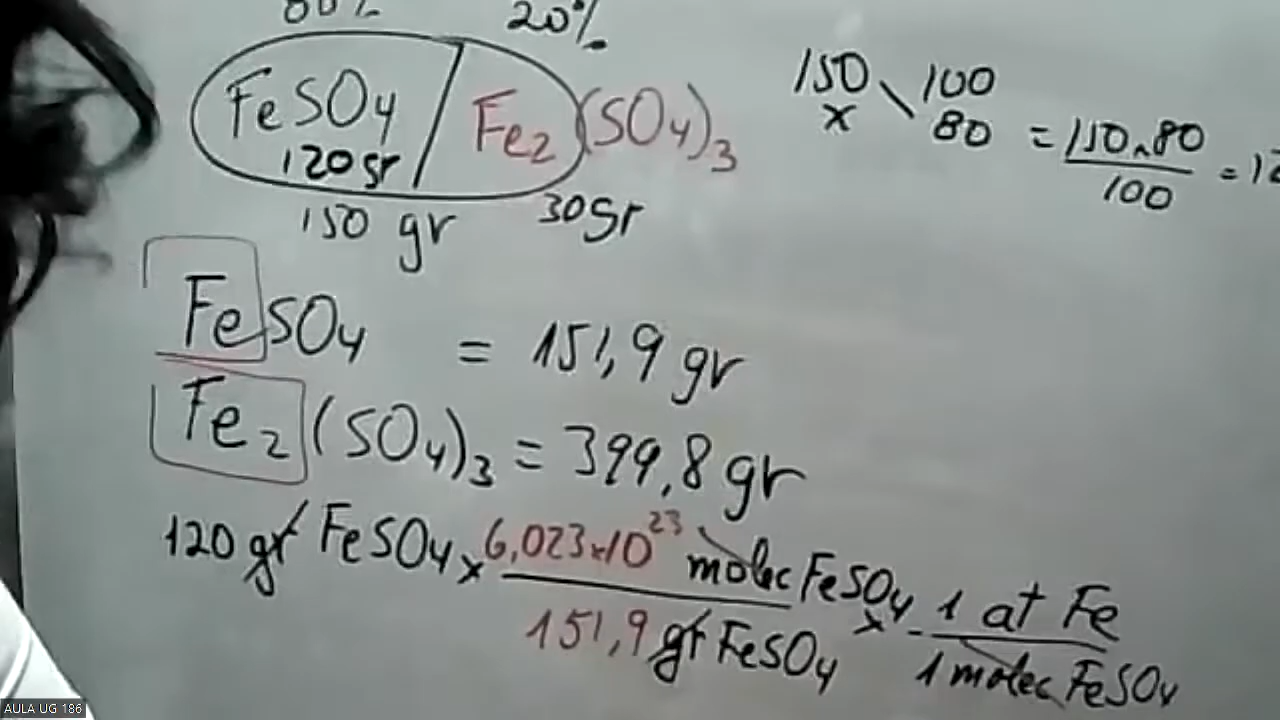 80% 20%
FeSO4 / Fe2(SO4)3
120gr
150 gr 30gr
150 100
x 80 = 150x80 / 100 = 12
FeSO4 = 151,9 gr
Fe2(SO4)3 = 399,8 gr
120 gr FeSO4 x 6,023x10^23 molec FeSO4 x 1 at Fe
151,9 gr FeSO4 1 molec FeSO4
AULA UG 186